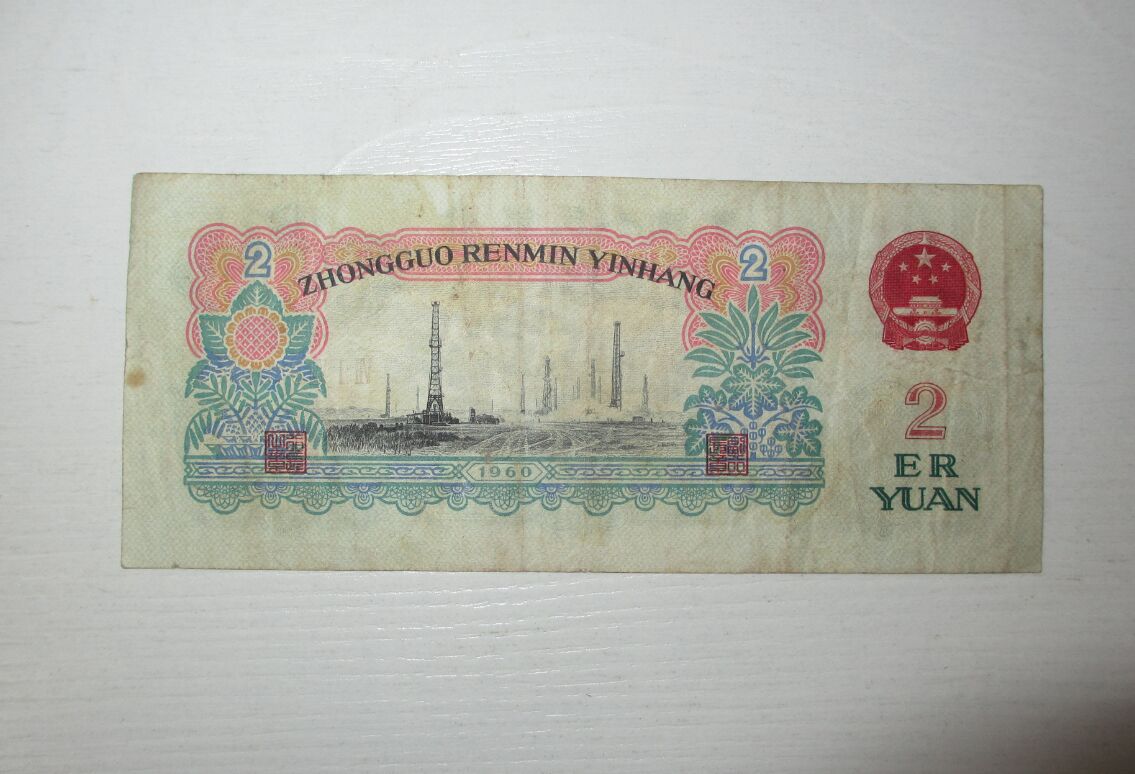 2 ZHONGGUO RENMIN YINHANG 2
2
ER
YUAN
1960